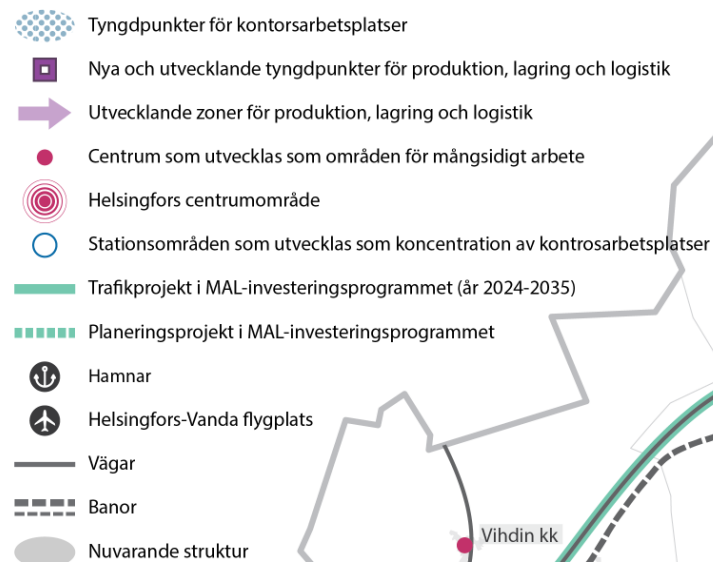 Tyngdpunkter för kontorsarbetsplatser
Nya och utvecklande tyngdpunkter för produktion, lagring och logistik
Utvecklande zoner för produktion, lagring och logistik
Centrum som utvecklas som områden för mångsidigt arbete
Helsingfors centrumområde
Stationsområden som utvecklas som koncentration av kontrosarbetsplatser
Trafikprojekt i MAL-investeringsprogrammet (år 2024-2035)
Planeringsprojekt i MAL-investeringsprogrammet
Hamnar
Helsingfors-Vanda flygplats
Vägar
Banor
Vihdin kk
Nuvarande struktur